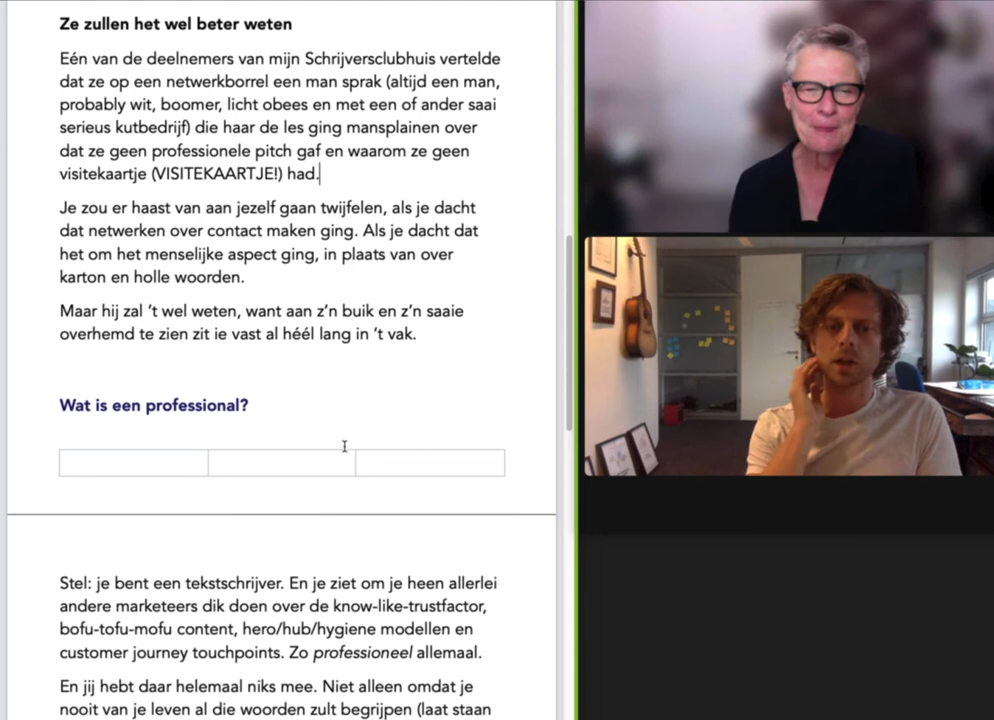 Ze zullen het wel beter weten
Eén van de deelnemers van mijn Schrijversclubhuis vertelde
dat ze op een netwerkborrel een man sprak (altijd een man,
probably wit, boomer, licht obees en met een of ander saai
serieus kutbedrijf) die haar de les ging mansplainen over
dat ze geen professionele pitch gaf en waarom ze geen
visitekaartje (VISITEKAARTJE!) had.
Je zou er haast van aan jezelf gaan twijfelen, als je dacht
dat netwerken over contact maken ging. Als je dacht dat
het om het menselijke aspect ging, in plaats van over
karton en holle woorden.
Maar hij zal ’t wel weten, want aan z’n buik en z’n saaie
overhemd te zien zit ie vast al héél lang in ’t vak.
Wat is een professional?
Stel: je bent een tekstschrijver. En je ziet om je heen allerlei
andere marketeers dik doen over de know-like-trustfactor,
bofu-tofu-mofu content, hero/hub/hygiene modellen en
customer journey touchpoints. Zo professioneel allemaal.
En jij hebt daar helemaal niks mee. Niet alleen omdat je
nooit van je leven al die woorden zult begrijpen (laat staan